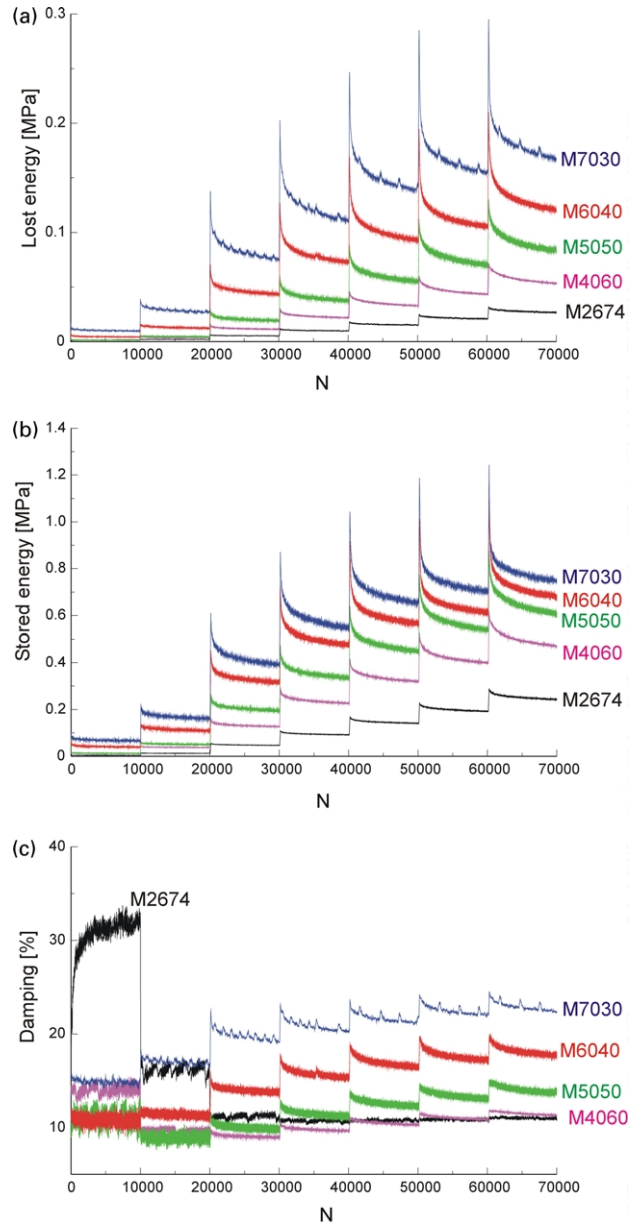 (a)
0.3
0.2
0.1
0
Lost energy [MPa]
M7030
M6040
M5050
M4060
M2674
0 10000 20000 30000 40000 50000 60000 70000
N
(b)
1.4
1.2
1.0
0.8
0.6
0.4
0.2
0
Stored energy [MPa]
M7030
M6040
M5050
M4060
M2674
0 10000 20000 30000 40000 50000 60000 70000
N
(c)
40
30
20
10
Damping [%]
M2674
M7030
M6040
M5050
M4060
0 10000 20000 30000 40000 50000 60000 70000
N